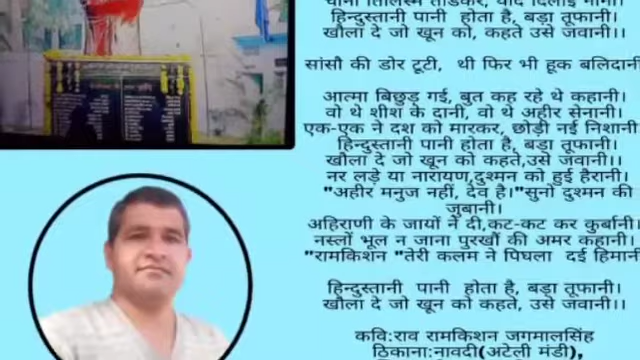 चीनी तिलिस्म तोडकर, याद दिलाई नानी।
हिन्दुस्तानी पानी होता है, बड़ा तूफानी।
खौला दे जो खून को, कहते उसे जवानी।।
सांसौ की डोर टूटी, थी फिर भी हूक बलिदानी
आत्मा बिछुड़ गई, बुत कह रहे थे कहानी।
वो थे शीश के दानी, वो थे अहीर सेनानी।
एक-एक ने दश को मारकर, छोड़ी नई निशानी
हिन्दुस्तानी पानी होता है, बड़ा तूफानी।
खौला दे जो खून को कहते,उसे जवानी।।
नर लड़े या नारायण,दुश्मन को हुई हैरानी।
"अहीर मनुज नहीं, देव है।"सुनो दुश्मन की
जुबानी।
अहिराणी के जायों ने दी,कट-कट कर कुर्बानी।
नस्लों भूल न जाना पुरखौं की अमर कहानी।
"रामकिशन "तेरी कलम ने पिघला दई हिमानी
हिन्दुस्तानी पानी होता है, बड़ा तूफानी।
खौला दे जो खून को कहते, उसे जवानी।।
कवि:राव रामकिशन जगमालसिंह
ठिकाना:नावदी(अटेली मंडी),